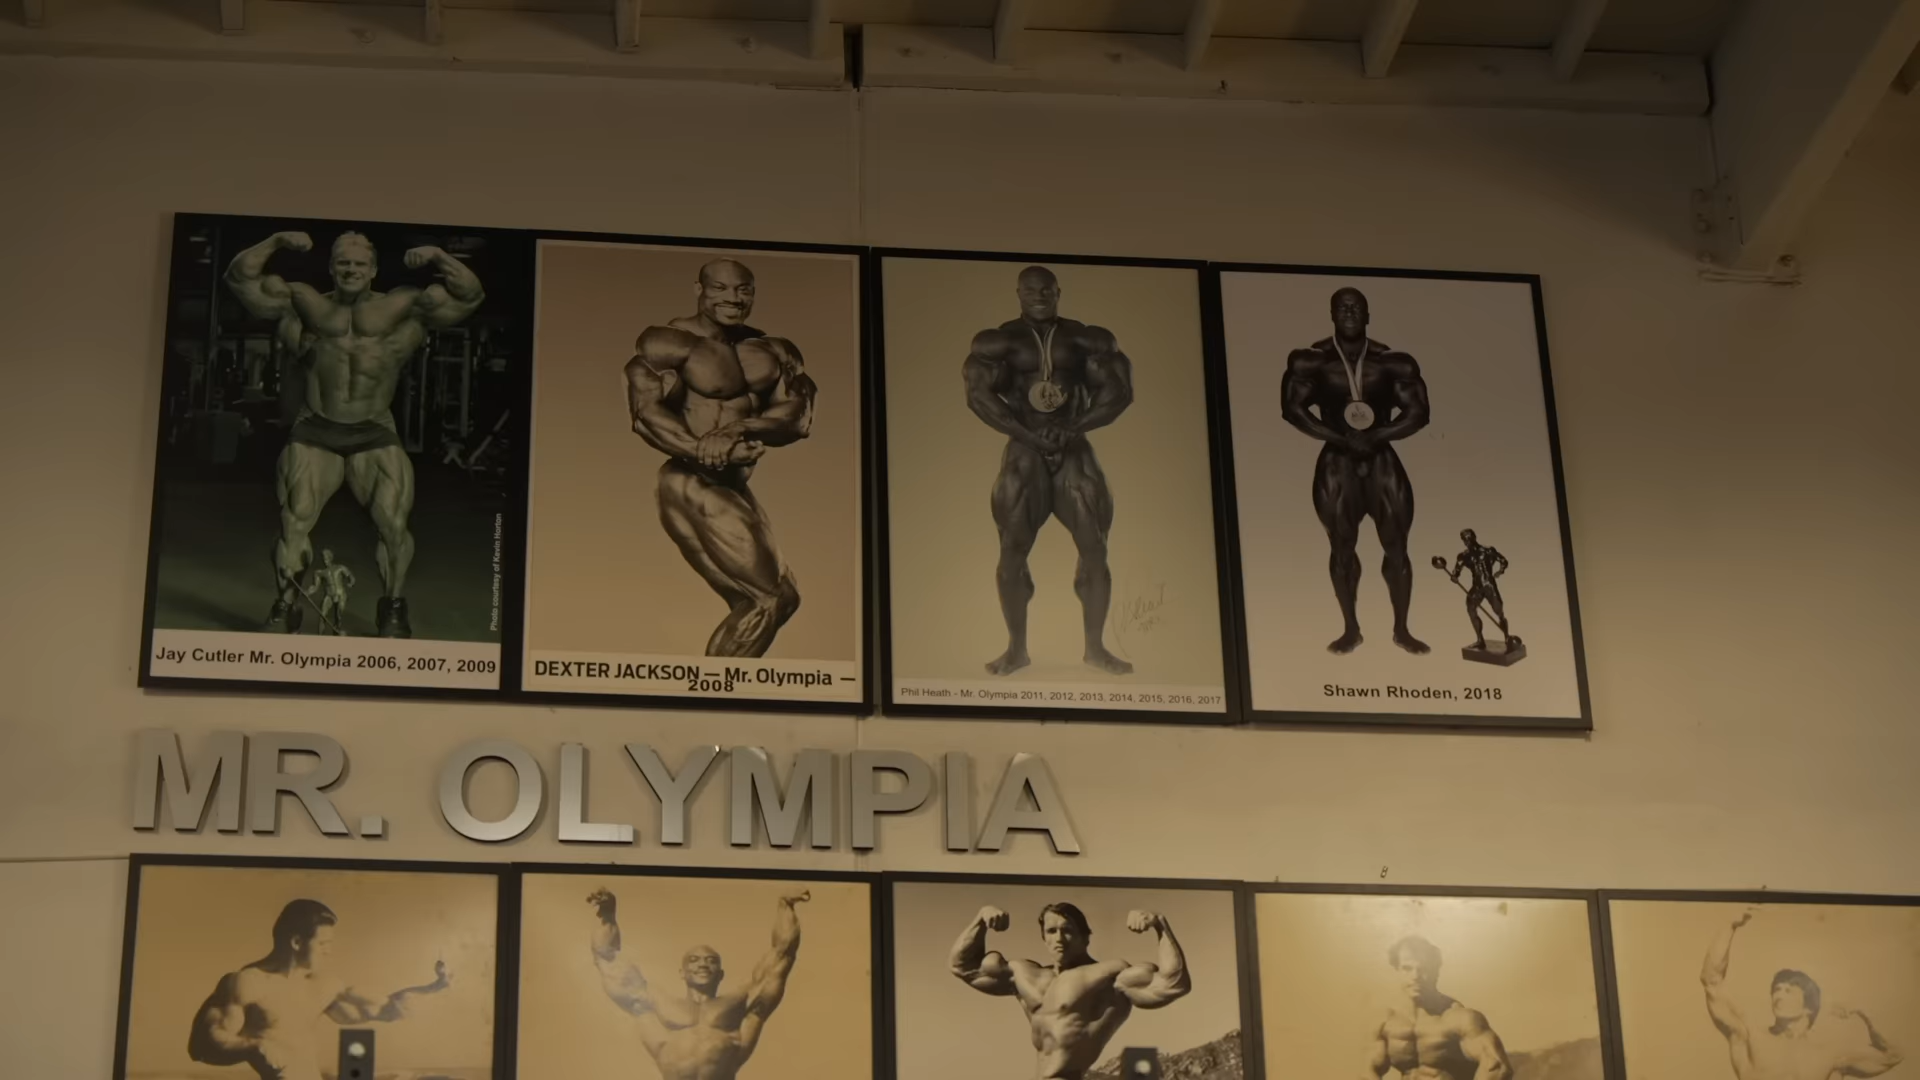 Photo courtesy of Kevin Horton
Jay Cutler Mr. Olympia 2006, 2007, 2009
DEXTER JACKSON — Mr. Olympia —
2008
Phil Heath - Mr. Olympia 2011, 2012, 2013, 2014, 2015, 2016, 2017
Shawn Rhoden, 2018
MR. OLYMPIA